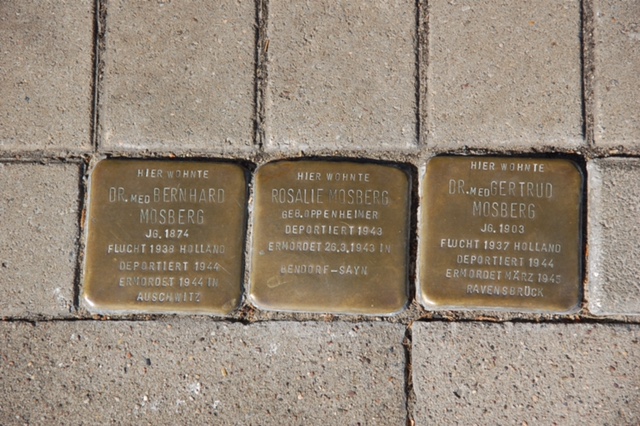 HIER WOHNTE
DR. MED BERNHARD
MOSBERG
JG. 1874
FLUCHT 1938 HOLLAND
DEPORTIERT 1944
ERMORDET 1944 IN
AUSCHWITZ
HIER WOHNTE
ROSALIE MOSBERG
GEB. OPPENHEIMER
DEPORTIERT 1943
ERMORDET 26.3.1943 IN
BENDORF-SAYN
HIER WOHNTE
DR. MED GERTRUD
MOSBERG
JG. 1903
FLUCHT 1937 HOLLAND
DEPORTIERT 1944
ERMORDET MÄRZ 1945
RAVENSBRÜCK